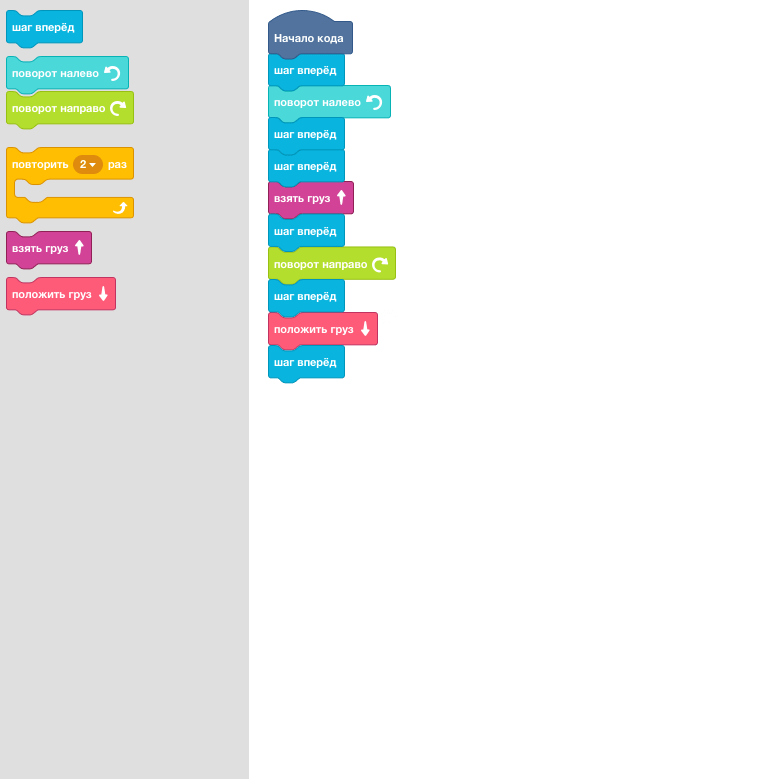 шаг вперёд
поворот налево
поворот направо
повторить 2 раз
взять груз
положить груз
Начало кода
шаг вперёд
поворот налево
шаг вперёд
шаг вперёд
взять груз
шаг вперёд
поворот направо
шаг вперёд
положить груз
шаг вперёд